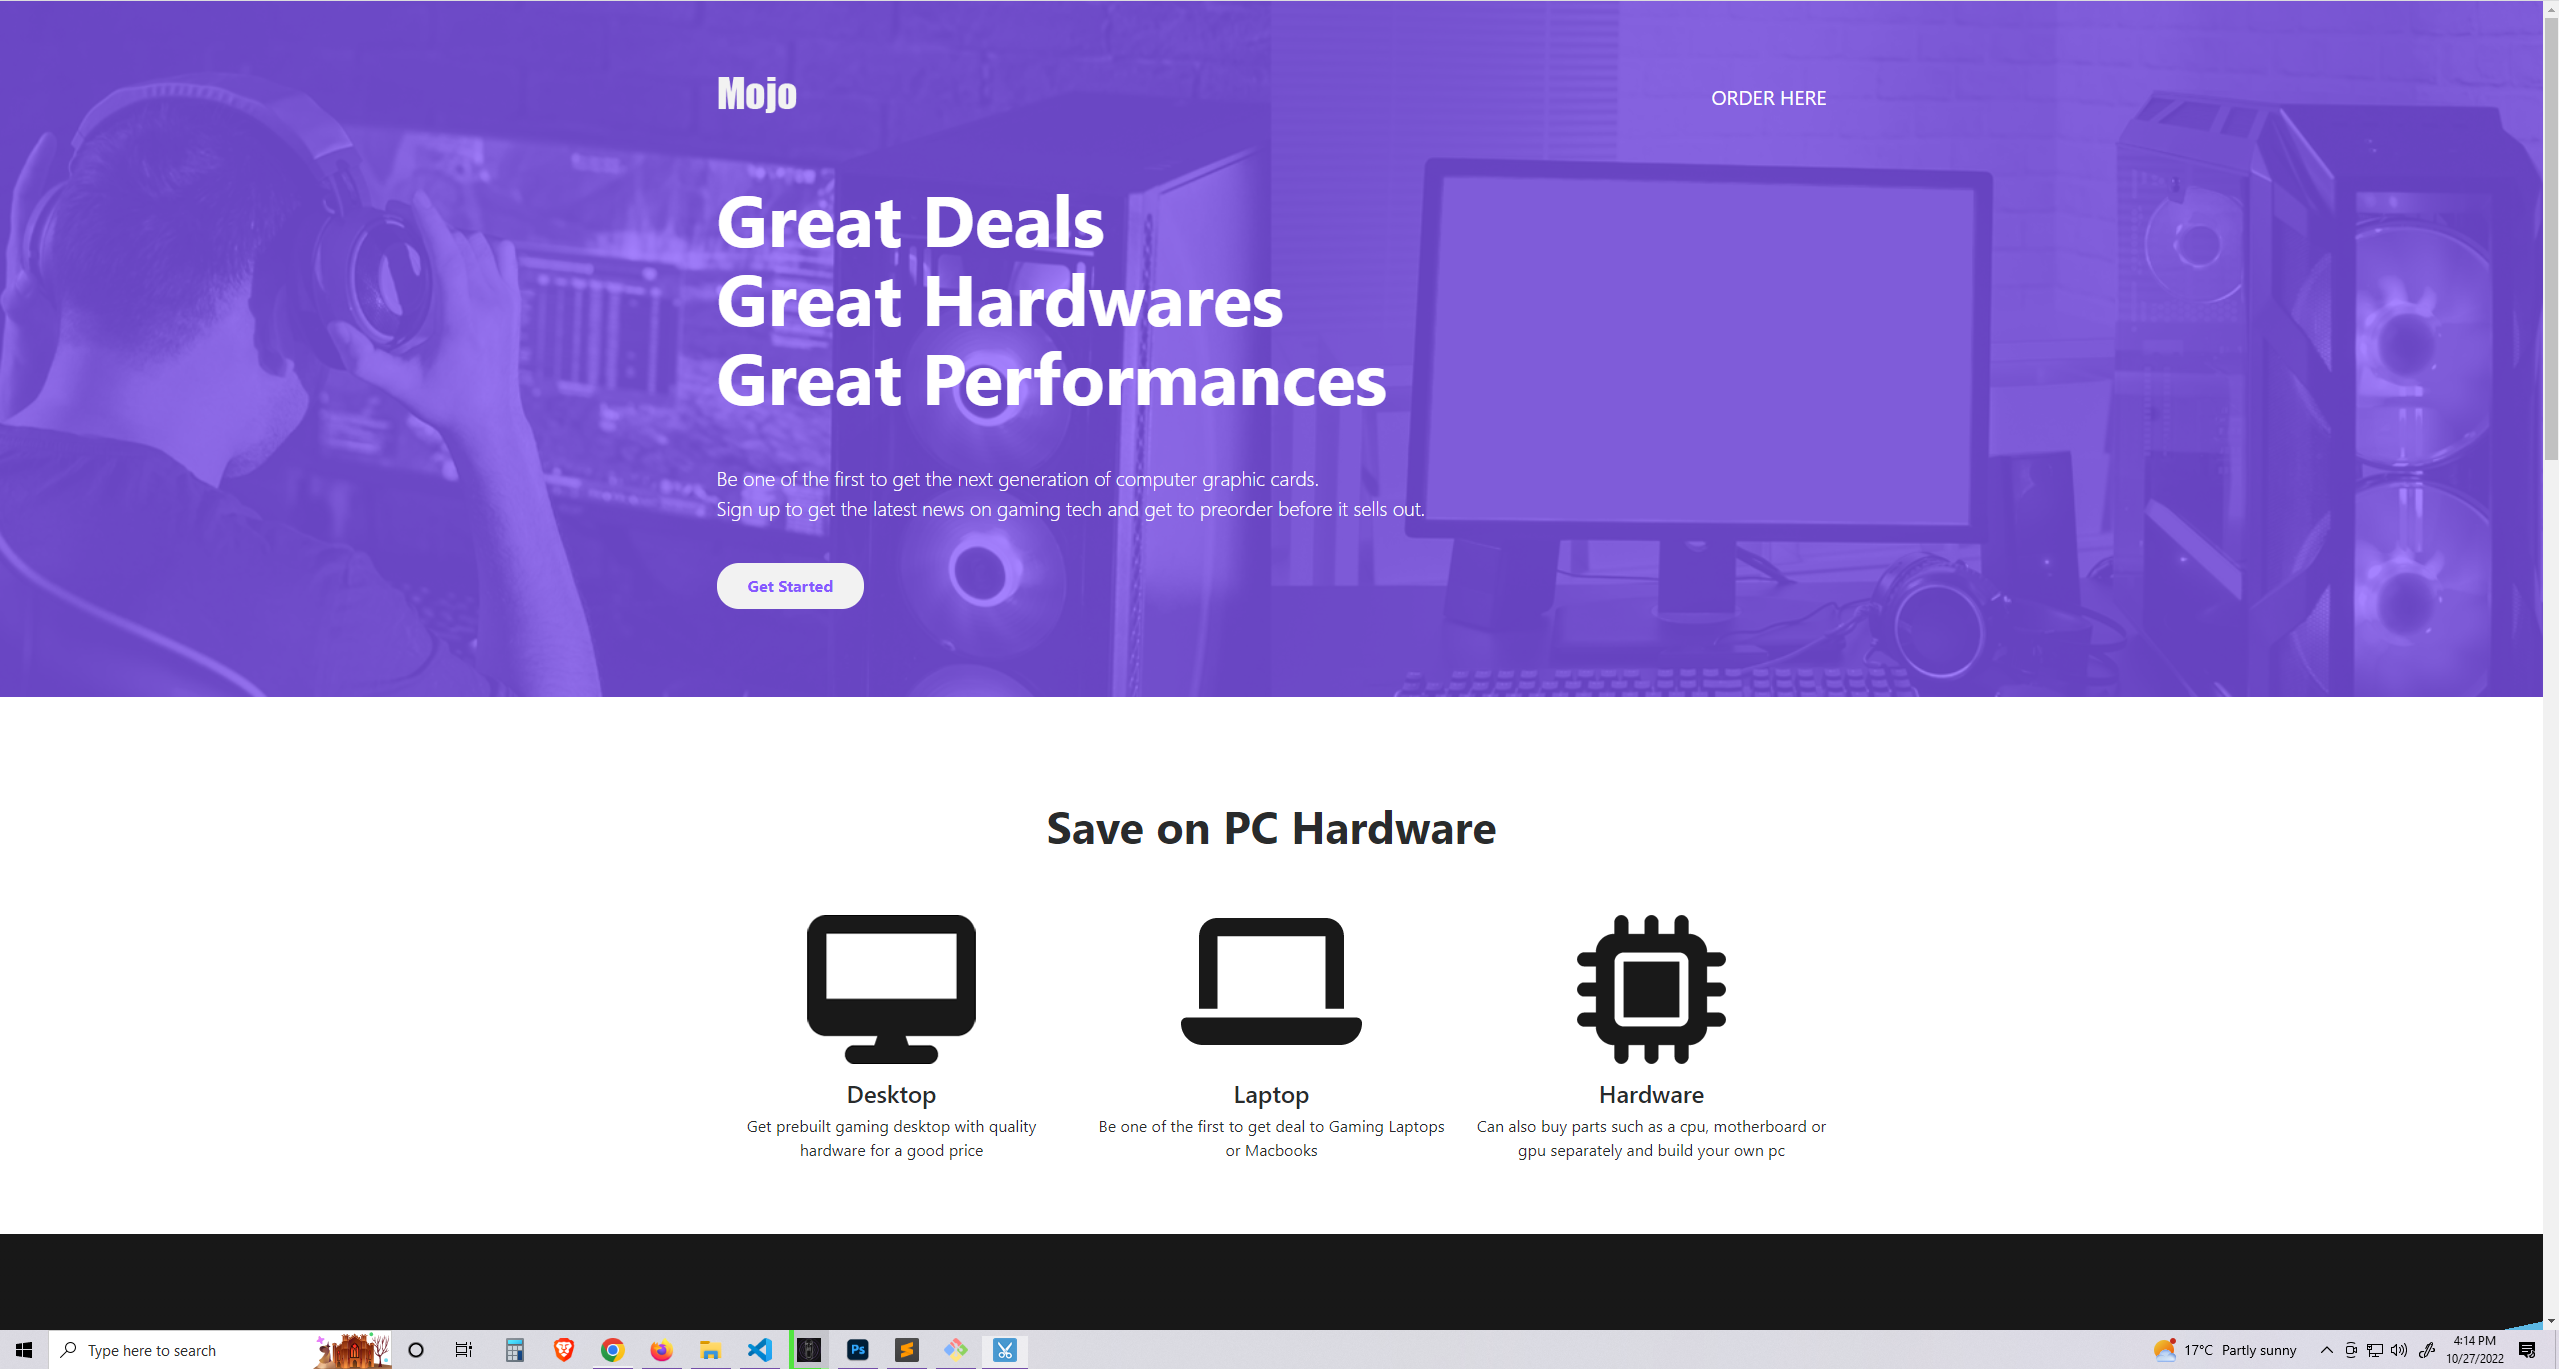 Mojo
ORDER HERE
Great Deals
Great Hardwares
Great Performances
Be one of the first to get the next generation of computer graphic cards.
Sign up to get the latest news on gaming tech and get to preorder before it sells out.
Get Started
Save on PC Hardware
Desktop
Get prebuilt gaming desktop with quality
hardware for a good price
Laptop
Be one of the first to get deal to Gaming Laptops
or Macbooks
Hardware
Can also buy parts such as a cpu, motherboard or
gpu separately and build your own pc
Type here to search
Ps
17°C Partly sunny
4:14 PM
10/27/2022